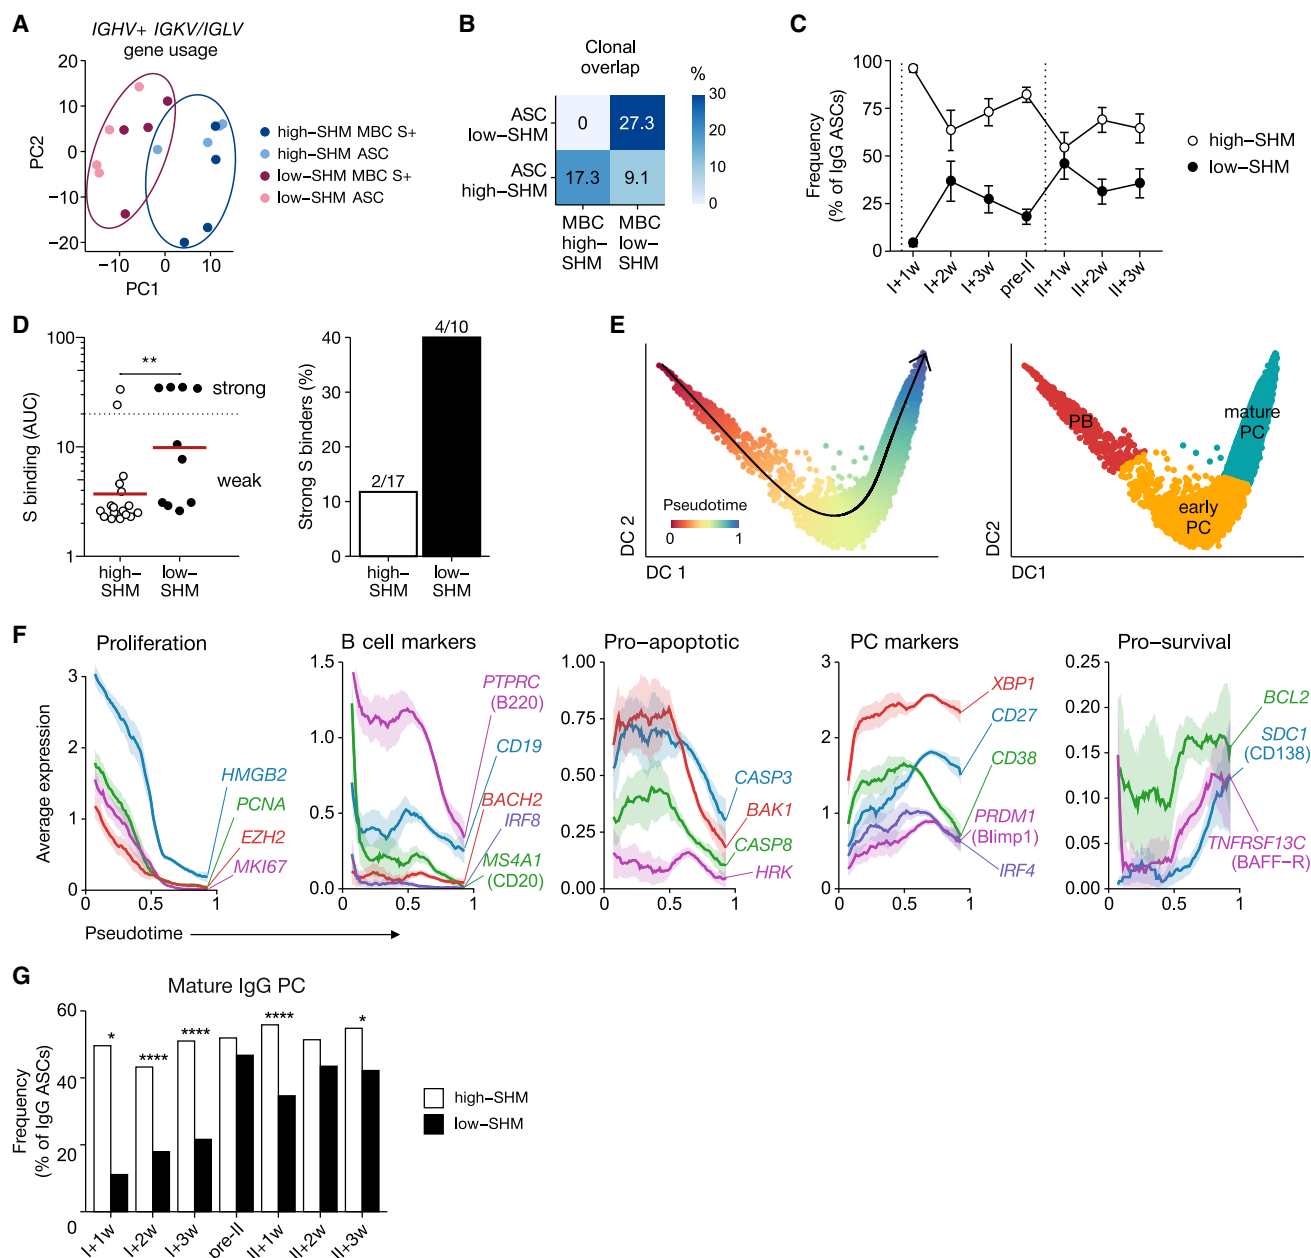 A
IGHV+ IGKV/IGLV
gene usage
20
10
0
−10
−20
PC2
−10
0
10
PC1
high−SHM MBC S+
high−SHM ASC
low−SHM MBC S+
low−SHM ASC
B
Clonal
overlap
ASC
low−SHM
ASC
high−SHM
0
27.3
17.3
9.1
MBC
high−
SHM
MBC
low−
SHM
%
30
20
10
0
C
Frequency
(% of IgG ASCs)
100
75
50
25
0
I+1w
I+2w
I+3w
pre-II
II+1w
II+2w
II+3w
high−SHM
low−SHM
D
S binding (AUC)
100
10
1
**
strong
weak
high−
SHM
low−
SHM
Strong S binders (%)
40
30
20
10
0
2/17
4/10
high−
SHM
low−
SHM
E
DC 2
Pseudotime
0
1
DC 1
DC2
PB
early
PC
mature
PC
DC1
F
Average expression
Proliferation
3
2
1
0
0
0.5
1
HMGB2
PCNA
EZH2
MKI67
Pseudotime
B cell markers
1.5
1.0
0.5
0.0
0
0.5
1
PTPRC
(B220)
CD19
BACH2
IRF8
MS4A1
(CD20)
Pro−apoptotic
1.00
0.75
0.50
0.25
0.00
0
0.5
1
CASP3
BAK1
CASP8
HRK
PC markers
3
2
1
0
0
0.5
1
XBP1
CD27
CD38
PRDM1
(Blimp1)
IRF4
Pro−survival
0.25
0.20
0.15
0.10
0.05
0.00
0
0.5
1
BCL2
SDC1
(CD138)
TNFRSF13C
(BAFF−R)
G
Mature IgG PC
Frequency
(% of IgG ASCs)
60
40
20
0
*
****
****
****
*
I+1w
I+2w
I+3w
pre-II
II+1w
II+2w
II+3w
high−SHM
low−SHM